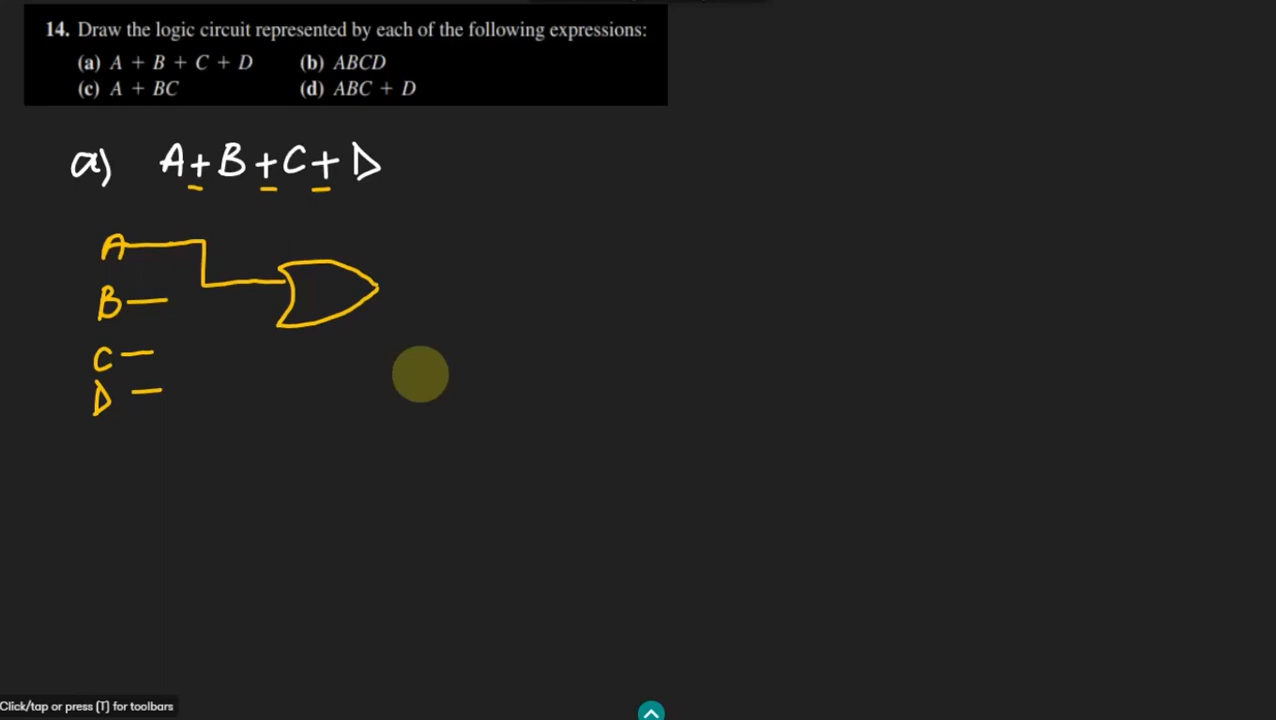 14. Draw the logic circuit represented by each of the following expressions:
(a) A + B + C + D (b) ABCD
(c) A + BC (d) ABC + D
a) A + B + C + D
A
B
C
D
Click/tap or press (T) for toolbars